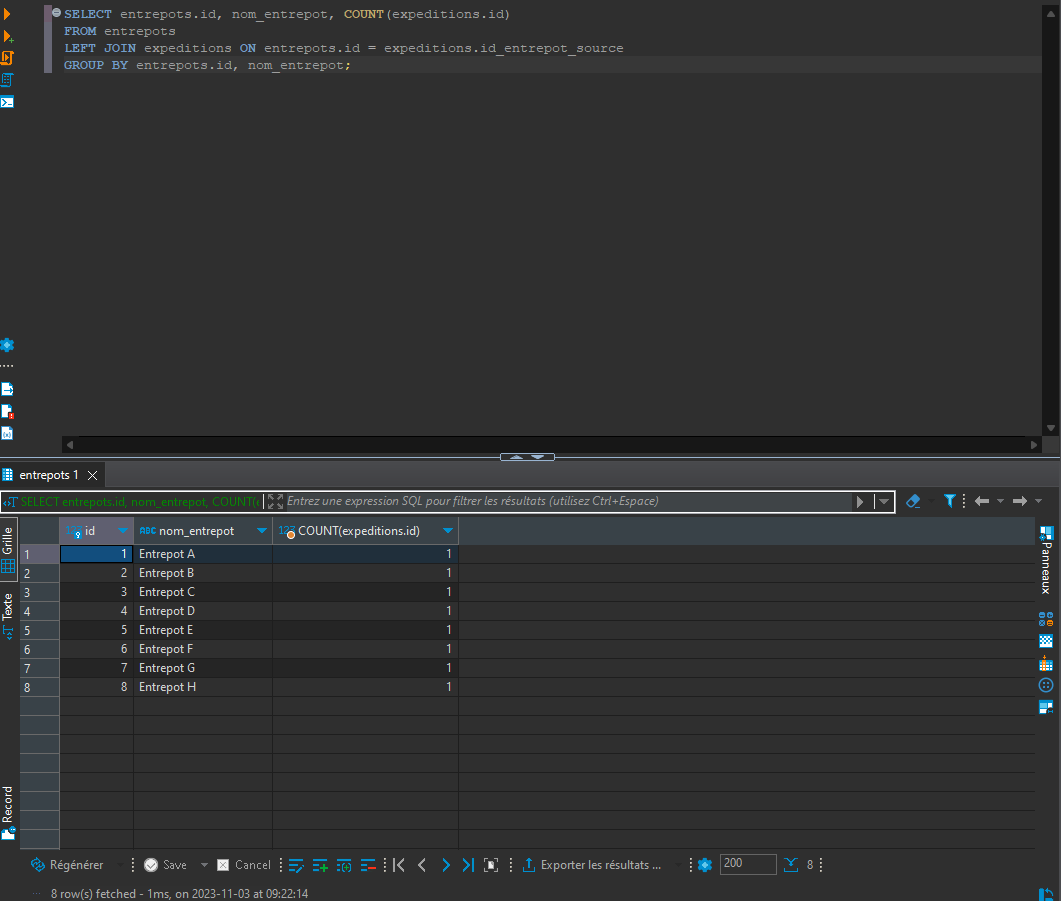 SELECT entrepots.id, nom_entrepot, COUNT(expeditions.id)
FROM entrepots
LEFT JOIN expeditions ON entrepots.id = expeditions.id_entrepot_source
GROUP BY entrepots.id, nom_entrepot;
entrepots 1
SELECT entrepots.id, nom_entrepot, COUNT(e
Entrez une expression SQL pour filtrer les résultats (utilisez Ctrl+Espace)
Grille
Texte
Record
Panneaux
123 id ABC nom_entrepot 123 COUNT(expeditions.id)
1 1 Entrepot A 1
2 2 Entrepot B 1
3 3 Entrepot C 1
4 4 Entrepot D 1
5 5 Entrepot E 1
6 6 Entrepot F 1
7 7 Entrepot G 1
8 8 Entrepot H 1
Régénérer Save Cancel Exporter les résultats ... 200 8
8 row(s) fetched - 1ms, on 2023-11-03 at 09:22:14